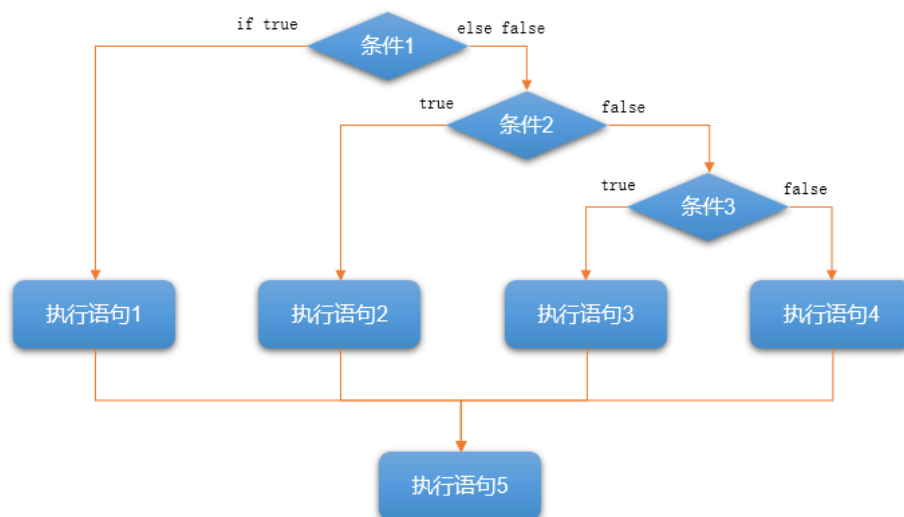 if true
条件1
else false
true
条件2
false
true
条件3
false
执行语句1
执行语句2
执行语句3
执行语句4
执行语句5